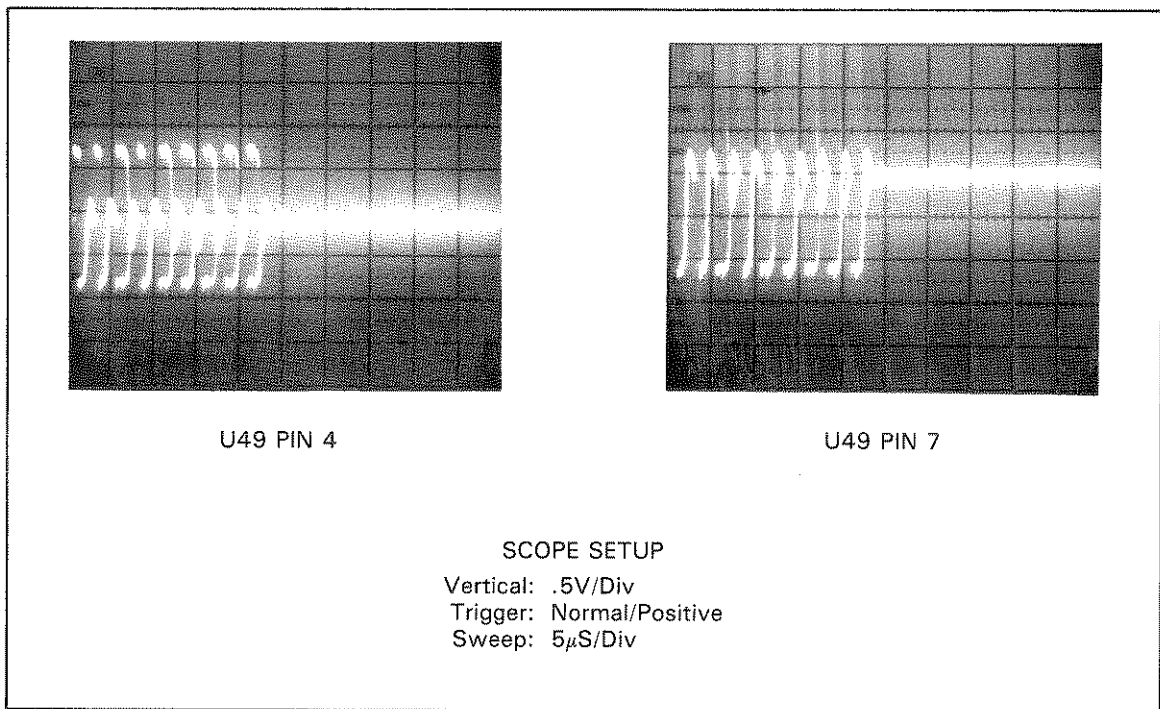 U49 PIN 4
U49 PIN 7
SCOPE SETUP
Vertical: .5V/Div
Trigger: Normal/Positive
Sweep: 5µS/Div